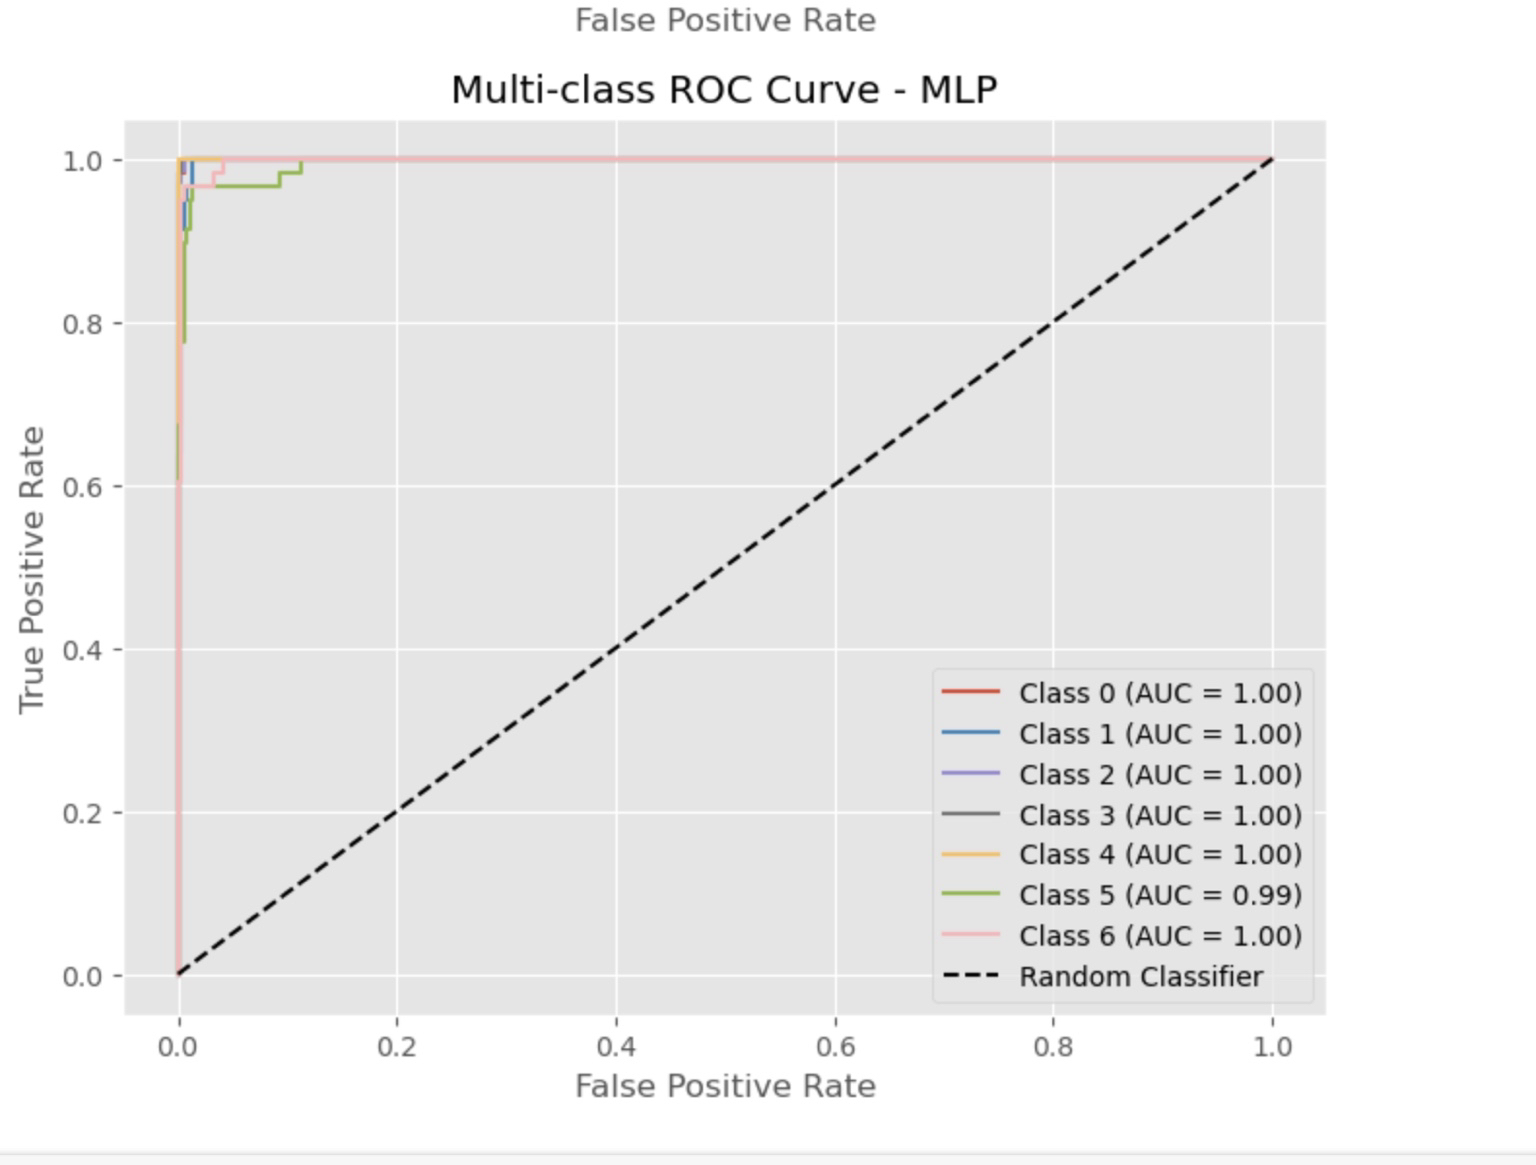 False Positive Rate
Multi-class ROC Curve - MLP
1.0
0.8
0.6
0.4
0.2
0.0
True Positive Rate
Class 0 (AUC = 1.00)
Class 1 (AUC = 1.00)
Class 2 (AUC = 1.00)
Class 3 (AUC = 1.00)
Class 4 (AUC = 1.00)
Class 5 (AUC = 0.99)
Class 6 (AUC = 1.00)
Random Classifier
0.0 0.2 0.4 0.6 0.8 1.0
False Positive Rate